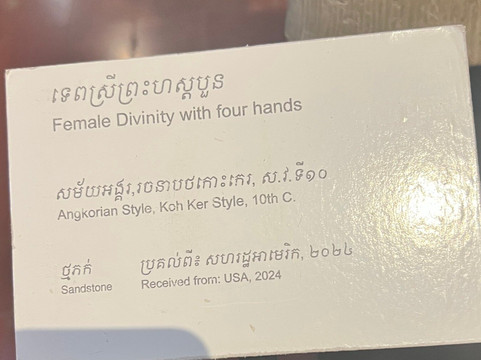 ទេពស្រីព្រះហស្តបួន
Female Divinity with four hands
សម័យអង្គរ,រចនាបថកោះកេរ, ស.វ.ទី១០
Angkorian Style, Koh Ker Style, 10th C.
ថ្មភក់
Sandstone
ប្រគល់ពី៖ សហរដ្ឋអាមេរិក, ២០២៤
Received from: USA, 2024